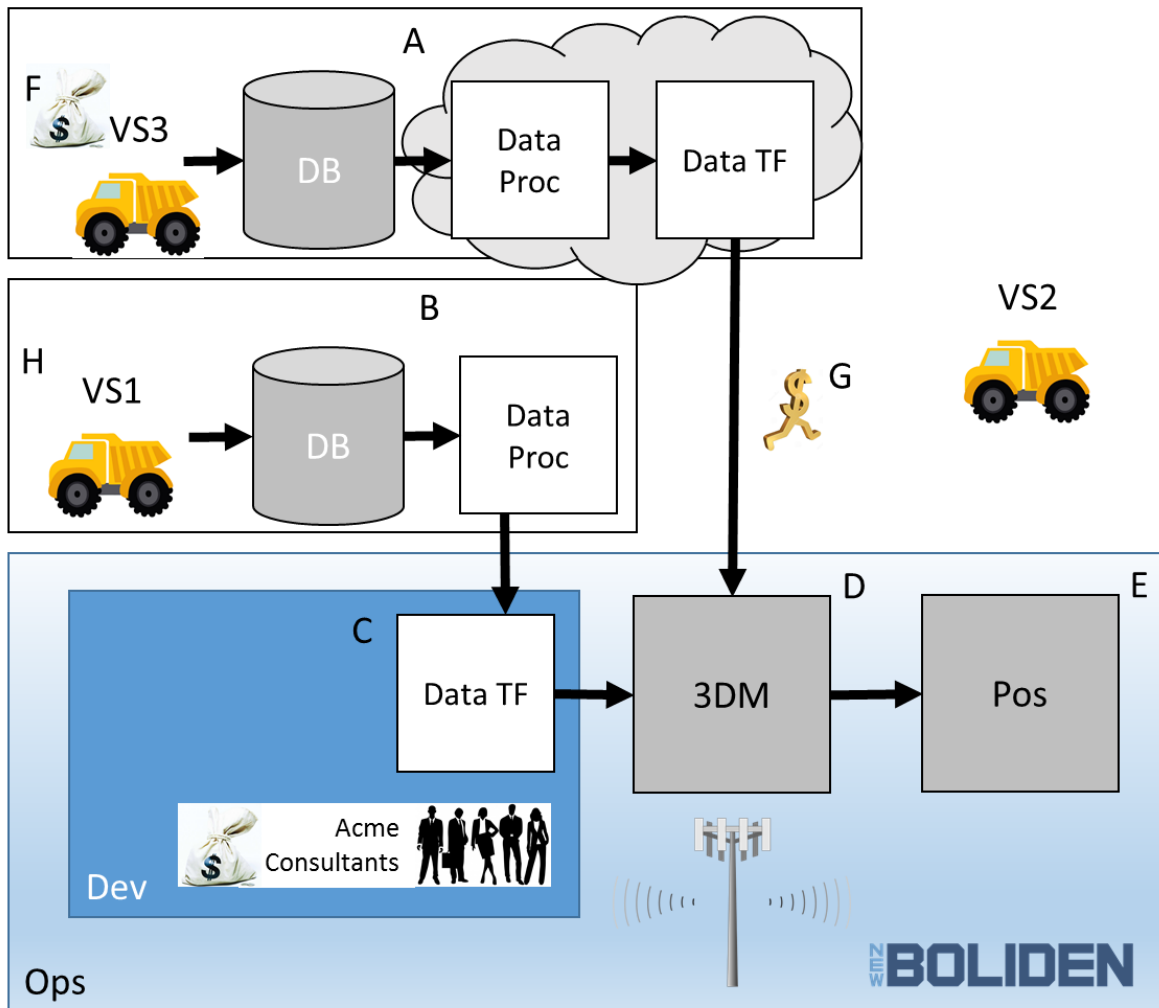 A
F
$
VS3
DB
Data
Proc
Data TF
B
H
VS1
DB
Data
Proc
$
G
VS2
C
Data TF
D
3DM
E
Pos
$
Acme
Consultants
Dev
Ops
NEW
BOLIDEN